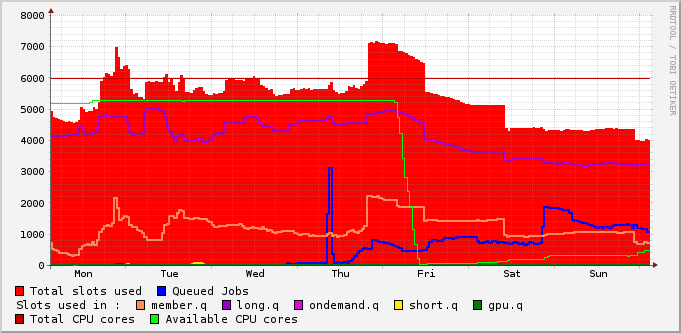 8000
7000
6000
5000
4000
3000
2000
1000
0
Mon Tue Wed Thu Fri Sat Sun
RRDTOOL / TOBI OETIKER
Total slots used Queued Jobs
Slots used in : member.q long.q ondemand.q short.q gpu.q
Total CPU cores Available CPU cores